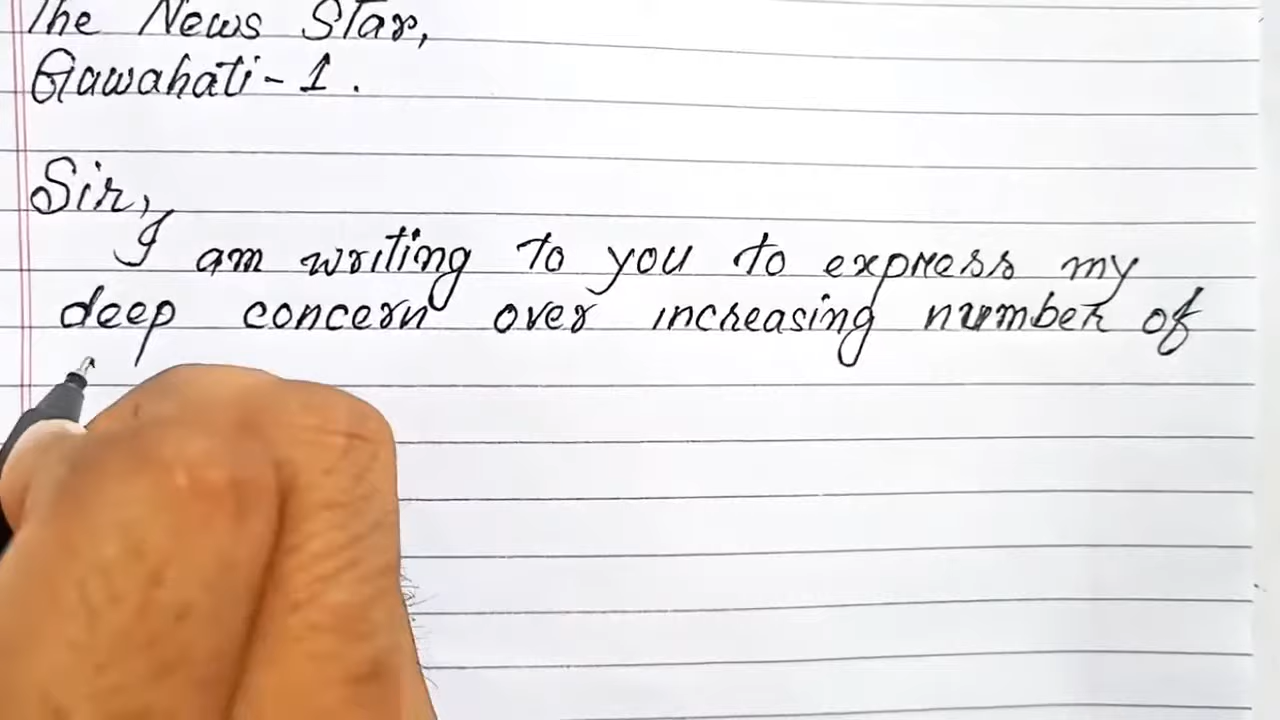 The News Star,
Gawahati-1.
Sir,
I am writing to you to express my
deep concern over increasing number of